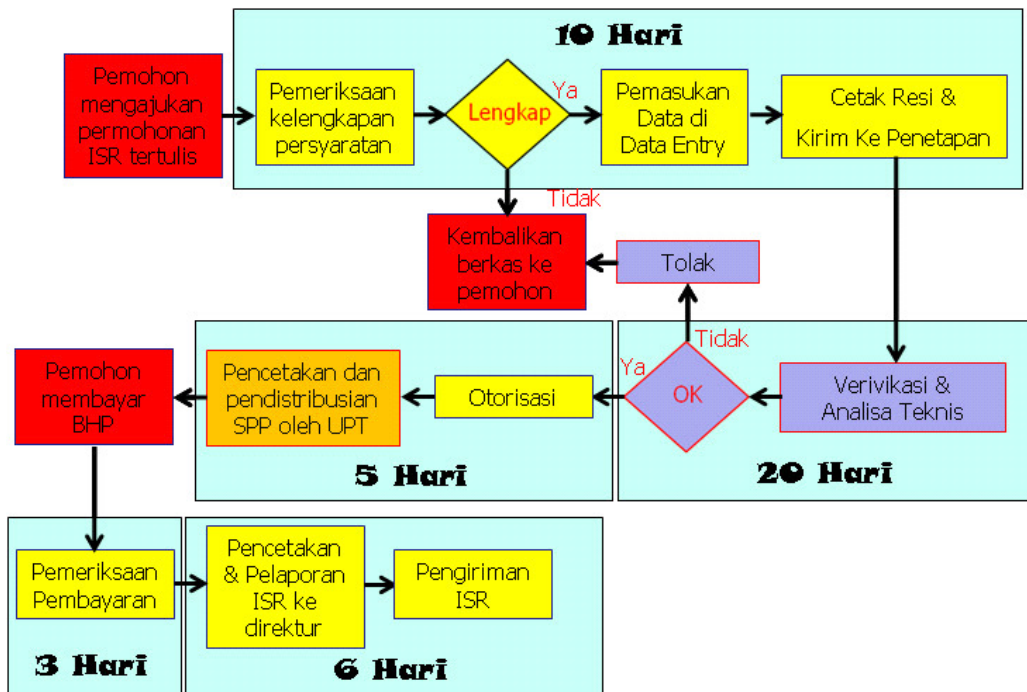 10 Hari
Pemohon
mengajukan
permohonan
ISR tertulis
Pemeriksaan
kelengkapan
persyaratan
Lengkap
Ya
Pemasukan
Data di
Data Entry
Cetak Resi &
Kirim Ke Penetapan
Tidak
Kembalikan
berkas ke
pemohon
Tolak
Tidak
Pemohon
membayar
BHP
Pencetakan dan
pendistribusian
SPP oleh UPT
Otorisasi
Ya
OK
Verivikasi &
Analisa Teknis
5 Hari
20 Hari
Pemeriksaan
Pembayaran
Pencetakan
& Pelaporan
ISR ke
direktur
Pengiriman
ISR
3 Hari
6 Hari